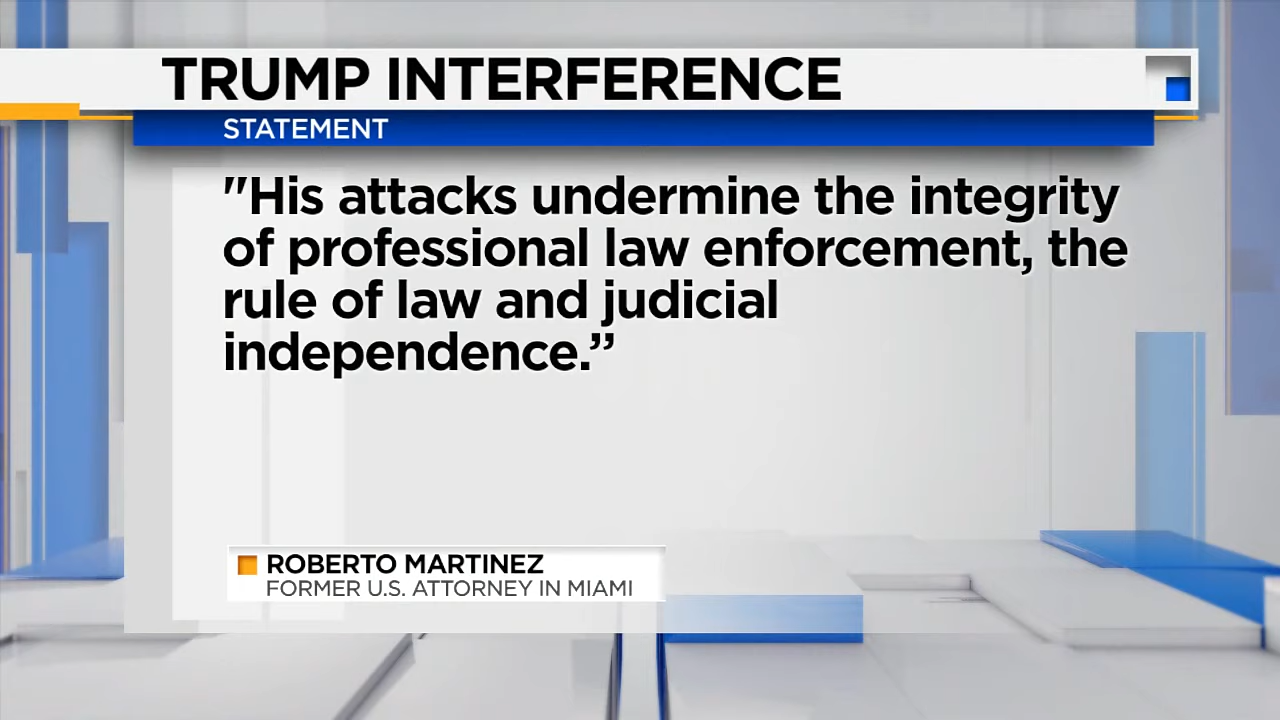 TRUMP INTERFERENCE
STATEMENT
"His attacks undermine the integrity
of professional law enforcement, the
rule of law and judicial
independence.”
ROBERTO MARTINEZ
FORMER U.S. ATTORNEY IN MIAMI